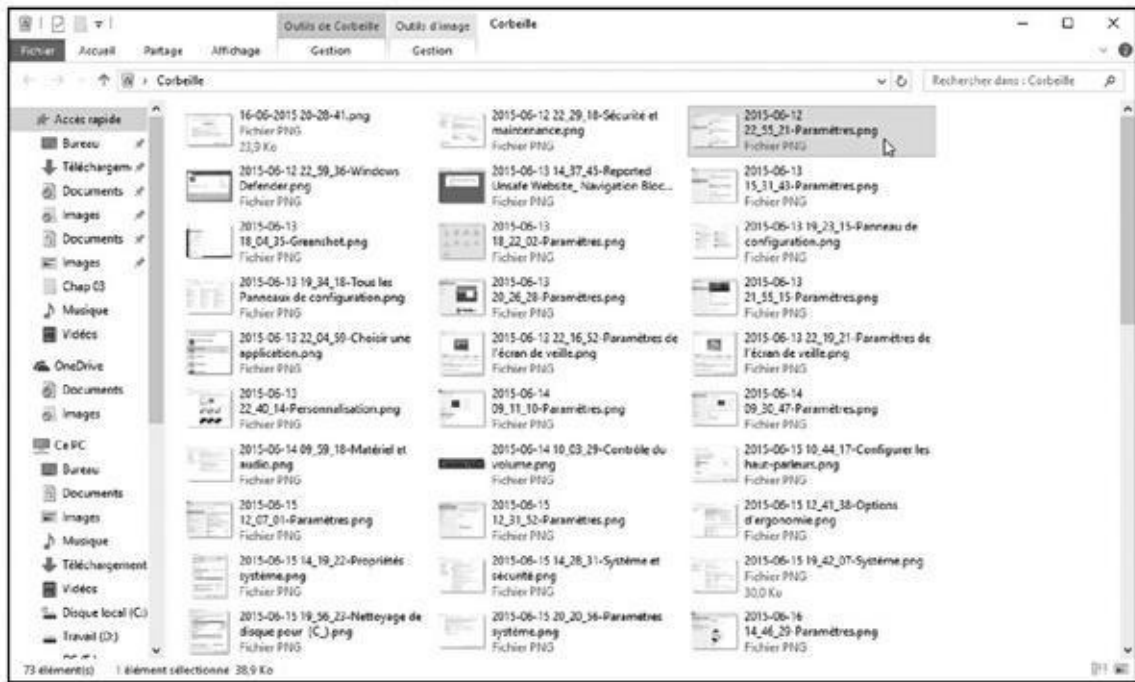 Outils de Corbeille Outils d'image Corbeille
Fichier Accueil Partage Affichage Gestion Gestion
Corbeille Rechercher dans : Corbeille
Accès rapide
Bureau
Téléchargem
Documents
Images
Documents
Images
Chap 03
Musique
Vidéos
OneDrive
Documents
Images
Ce PC
Bureau
Documents
Images
Musique
Téléchargement
Vidéos
Disque local (C:)
Travail (D:)
16-06-2015 20-28-41.png
Fichier PNG
23,9 Ko
2015-06-12 22_29_18-Sécurité et
maintenance.png
Fichier PNG
2015-06-12
22_55_21-Paramètres.png
Fichier PNG
2015-06-12 22_59_36-Windows
Defender.png
Fichier PNG
2015-06-13 14_37_45-Reported
Unsafe Website_ Navigation Bloc...
Fichier PNG
2015-06-13
15_31_43-Paramètres.png
Fichier PNG
2015-06-13
18_04_35-Greenshot.png
Fichier PNG
2015-06-13
18_22_02-Paramètres.png
Fichier PNG
2015-06-13 19_23_15-Panneau de
configuration.png
Fichier PNG
2015-06-13 19_34_18-Tous les
Panneaux de configuration.png
Fichier PNG
2015-06-13
20_26_28-Paramètres.png
Fichier PNG
2015-06-13
21_55_15-Paramètres.png
Fichier PNG
2015-06-13 22_04_59-Choisir une
application.png
Fichier PNG
2015-06-13 22_16_52-Paramètres de
l'écran de veille.png
Fichier PNG
2015-06-13 22_19_21-Paramètres de
l'écran de veille.png
Fichier PNG
2015-06-13
22_40_14-Personnalisation.png
Fichier PNG
2015-06-14
09_11_10-Paramètres.png
Fichier PNG
2015-06-14
09_30_47-Paramètres.png
Fichier PNG
2015-06-14 09_59_18-Matériel et
audio.png
Fichier PNG
2015-06-14 10_03_29-Contrôle du
volume.png
Fichier PNG
2015-06-15 10_44_17-Configurer les
haut-parleurs.png
Fichier PNG
2015-06-15
12_07_01-Paramètres.png
Fichier PNG
2015-06-15
12_31_52-Paramètres.png
Fichier PNG
2015-06-15 12_41_38-Options
d'ergonomie.png
Fichier PNG
2015-06-15 14_19_22-Propriétés
système.png
Fichier PNG
2015-06-15 14_28_31-Système et
sécurité.png
Fichier PNG
2015-06-15 19_42_07-Système.png
Fichier PNG
30,0 Ko
2015-06-15 19_56_23-Nettoyage de
disque pour (C_).png
Fichier PNG
2015-06-15 20_20_56-Paramètres
système.png
Fichier PNG
2015-06-16
14_46_29-Paramètres.png
Fichier PNG
73 élément(s) 1 élément sélectionné 38,9 Ko